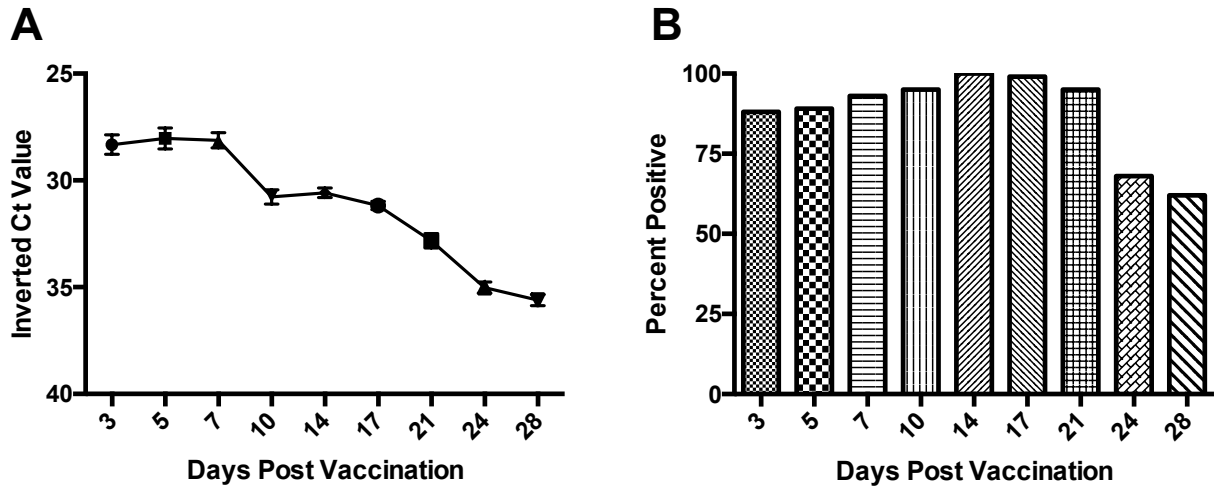 A
Inverted Ct Value
25
30
35
40
3 5 7 10 14 17 21 24 28
Days Post Vaccination
B
Percent Positive
100
75
50
25
0
3 5 7 10 14 17 21 24 28
Days Post Vaccination